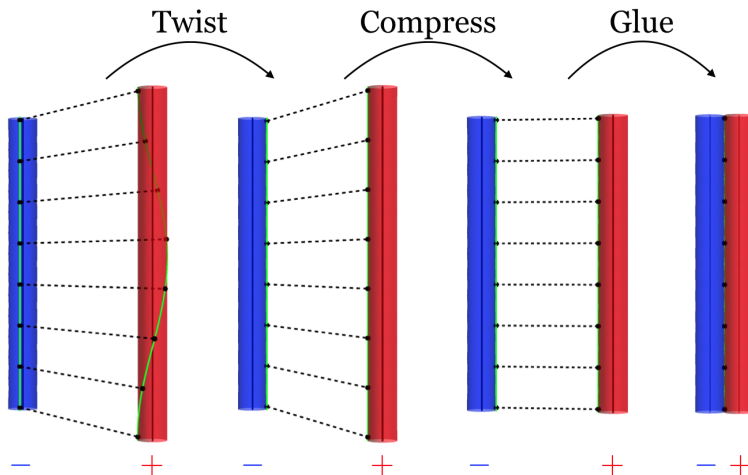 Twist Compress Glue
− + − + − + − +